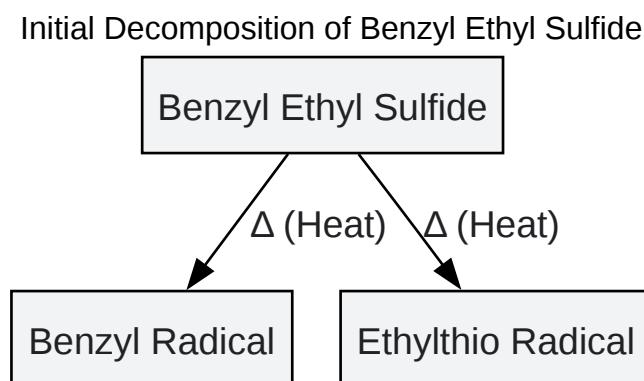 Initial Decomposition of Benzyl Ethyl Sulfide
Benzyl Ethyl Sulfide
Δ (Heat)
Δ (Heat)
Benzyl Radical
Ethylthio Radical